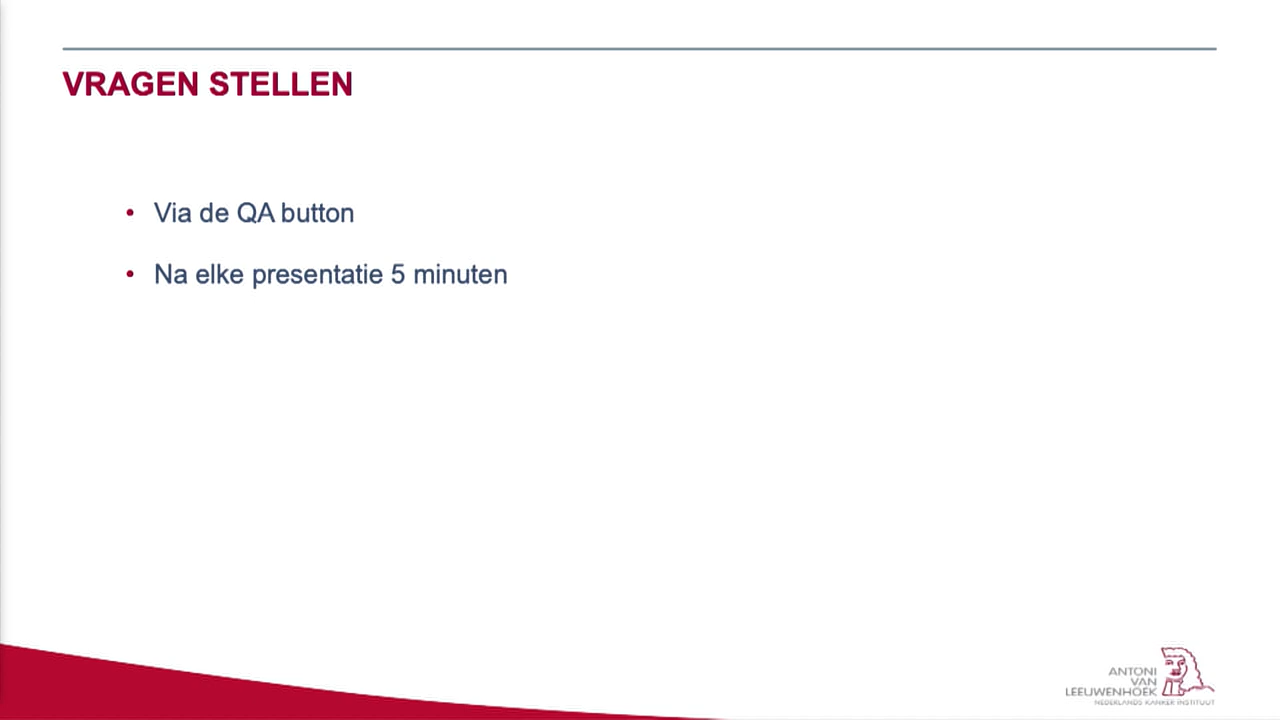 VRAGEN STELLEN
• Via de QA button
• Na elke presentatie 5 minuten
ANTONI
VAN
LEEUWENHOEK
NEDERLANDS KANKER INSTITUUT